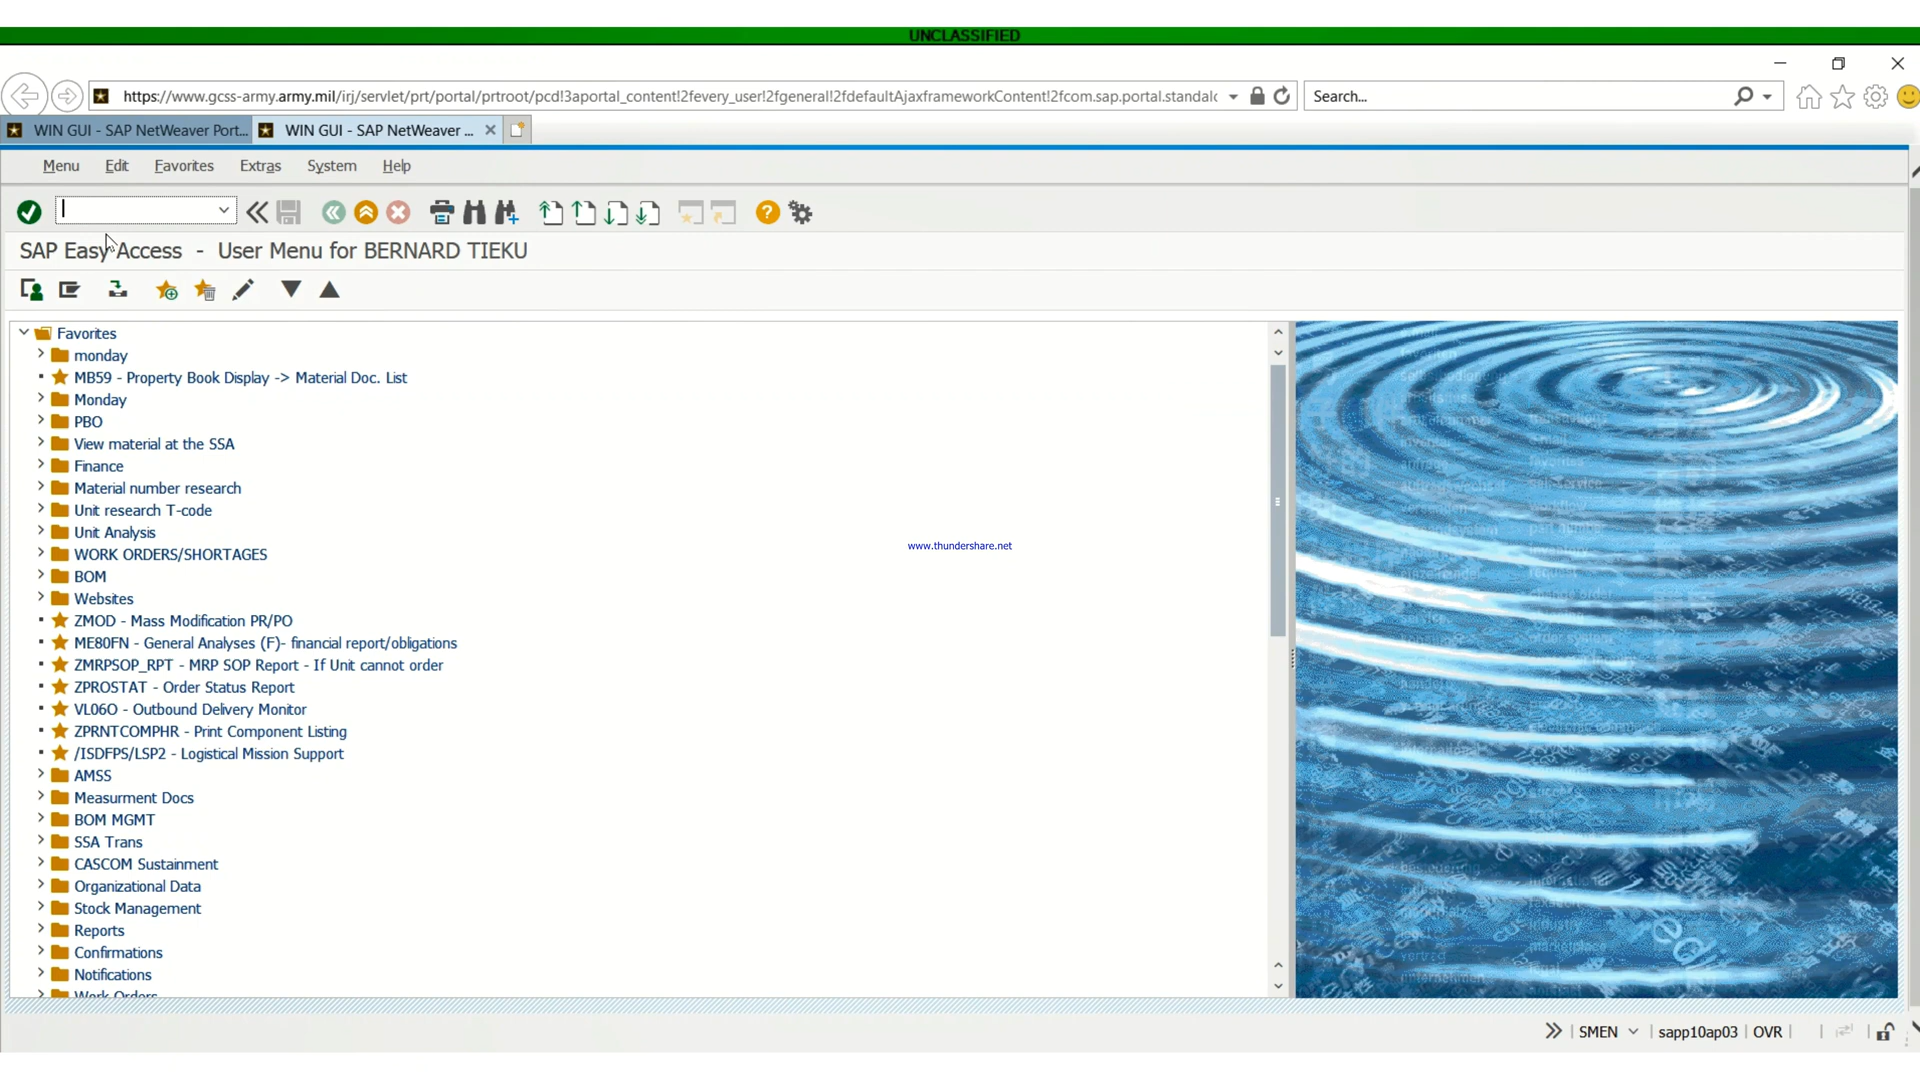 UNCLASSIFIED
https://www.gcss-army.army.mil/irj/servlet/prt/portal/prtroot/pcd!3aportal_content!2fevery_user!2fgeneral!2fdefaultAjaxframeworkContent!2fcom.sap.portal.standalc
Search...
WIN GUI - SAP NetWeaver Port...
WIN GUI - SAP NetWeaver ...
Menu Edit Favorites Extras System Help
SAP Easy Access - User Menu for BERNARD TIEKU
Favorites
monday
MB59 - Property Book Display -> Material Doc. List
Monday
PBO
View material at the SSA
Finance
Material number research
Unit research T-code
Unit Analysis
WORK ORDERS/SHORTAGES
www.thundershare.net
BOM
Websites
ZMOD - Mass Modification PR/PO
ME80FN - General Analyses (F)- financial report/obligations
ZMRPSOP_RPT - MRP SOP Report - If Unit cannot order
ZPROSTAT - Order Status Report
VL06O - Outbound Delivery Monitor
ZPRNTCOMPHR - Print Component Listing
/ISDFPS/LSP2 - Logistical Mission Support
AMSS
Measurment Docs
BOM MGMT
SSA Trans
CASCOM Sustainment
Organizational Data
Stock Management
Reports
Confirmations
Notifications
Work Orders
SMEN sapp10ap03 OVR